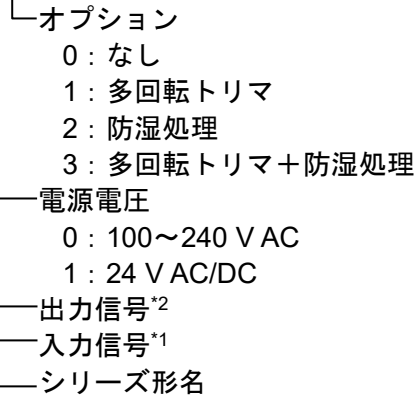 オプション
0：なし
1：多回転トリマ
2：防湿処理
3：多回転トリマ＋防湿処理
電源電圧
0：100～240 V AC
1：24 V AC/DC
出力信号*2
入力信号*1
シリーズ形名